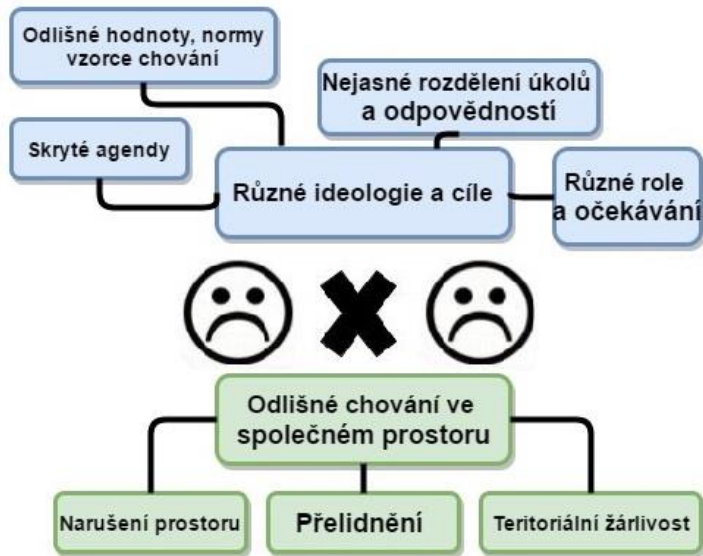 Odlišné hodnoty, normy
vzorce chování
Nejasné rozdělení úkolů
a odpovědností
Skryté agendy
Různé ideologie a cíle
Různé role
a očekávání
Odlišné chování ve
společném prostoru
Narušení prostoru
Přelidnění
Teritoriální žárlivost